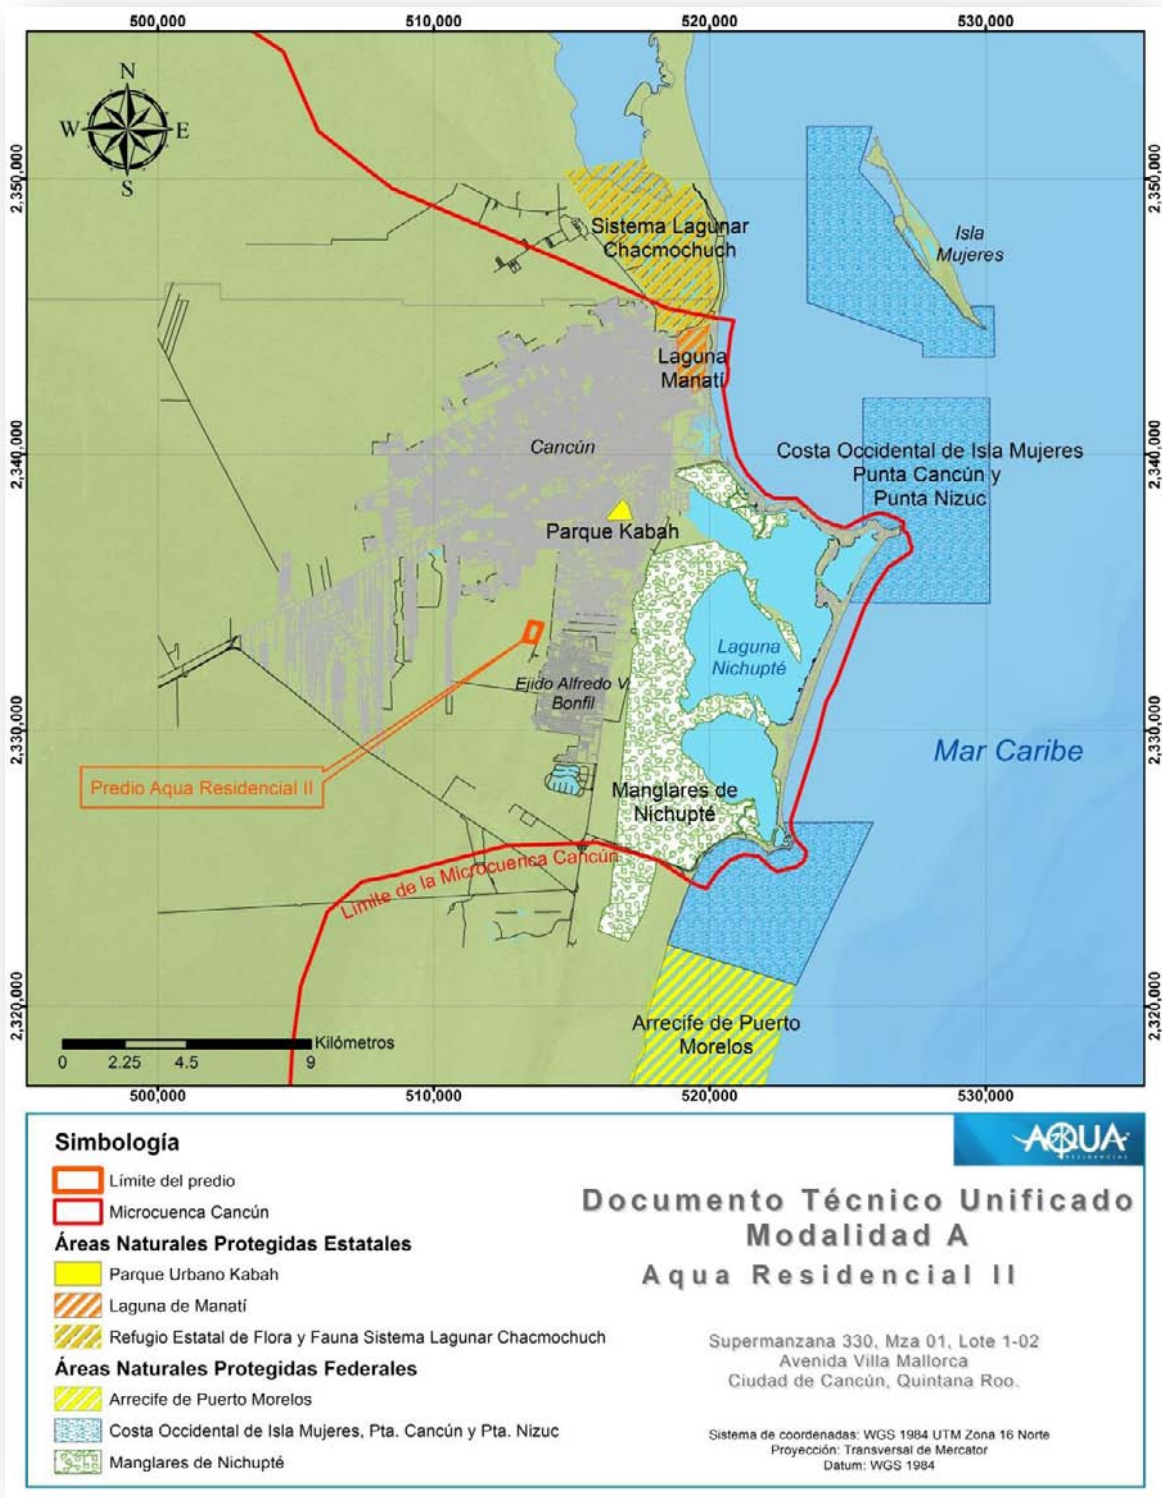 500,000 510,000 520,000 530,000
N
W E
S
2,350,000 2,350,000
Sistema Lagunar
Chacmochuch
Isla
Mujeres
Laguna
Manatí
Cancún
2,340,000 2,340,000
Costa Occidental de Isla Mujeres
Punta Cancún y
Punta Nizuc
Parque Kabah
Laguna
Nichupté
Ejido Alfredo V.
Bonfil
2,330,000 2,330,000
Mar Caribe
Predio Aqua Residencial II
Manglares de
Nichupté
Límite de la Microcuenca Cancún
2,320,000 2,320,000
Arrecife de Puerto
Morelos
Kilómetros
0 2.25 4.5 9
500,000 510,000 520,000 530,000
Simbología
Límite del predio
Microcuenca Cancún
Áreas Naturales Protegidas Estatales
Parque Urbano Kabah
Laguna de Manatí
Refugio Estatal de Flora y Fauna Sistema Lagunar Chacmochuch
Áreas Naturales Protegidas Federales
Arrecife de Puerto Morelos
Costa Occidental de Isla Mujeres, Pta. Cancún y Pta. Nizuc
Manglares de Nichupté
AQUA
RESIDENCIAL
Documento Técnico Unificado
Modalidad A
Aqua Residencial II
Supermanzana 330, Mza 01, Lote 1-02
Avenida Villa Mallorca
Ciudad de Cancún, Quintana Roo.
Sistema de coordenadas: WGS 1984 UTM Zona 16 Norte
Proyección: Transversal de Mercator
Datum: WGS 1984